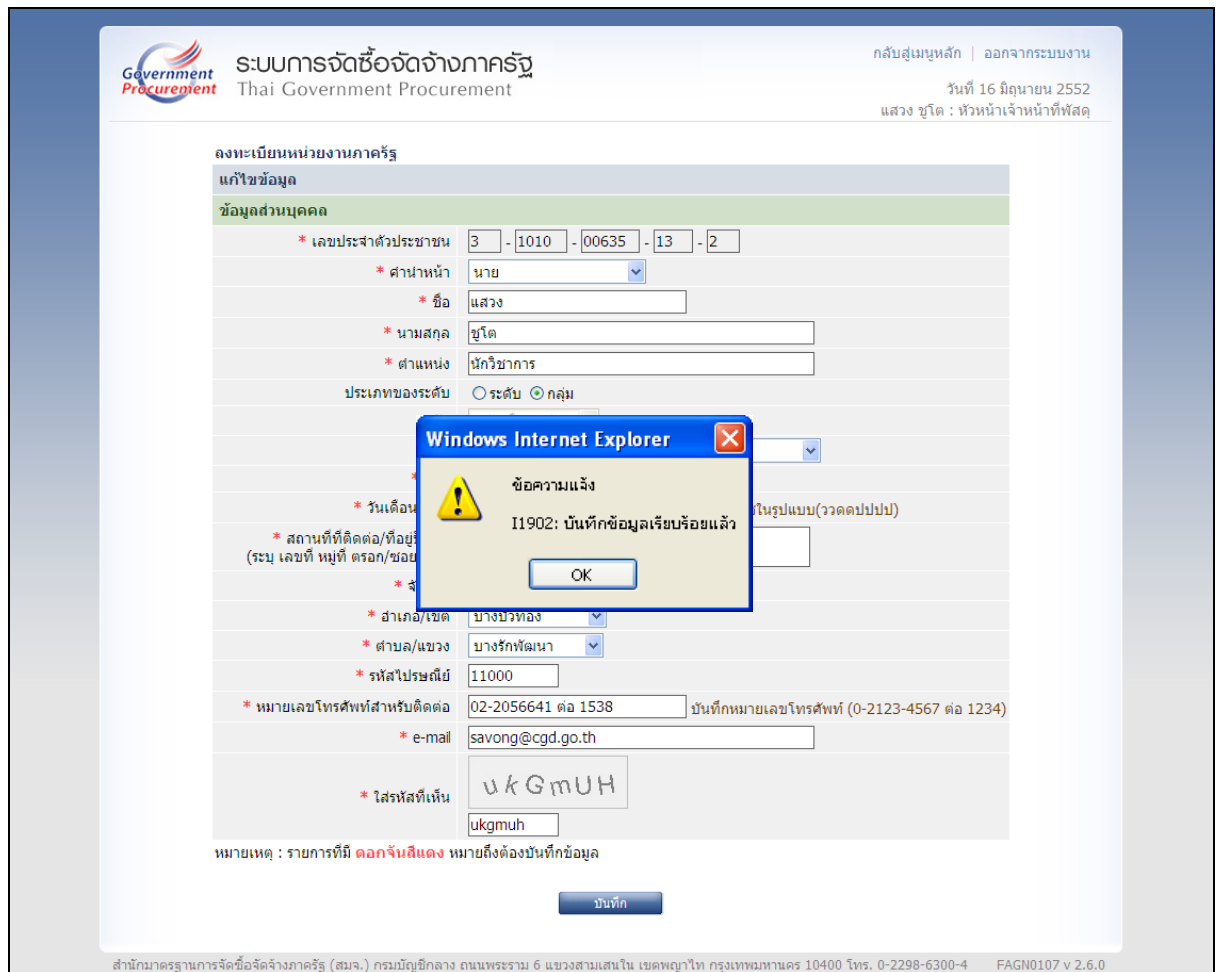 Government
Procurement
ระบบการจัดซื้อจัดจ้างภาครัฐ
Thai Government Procurement
กลับสู่เมนูหลัก | ออกจากระบบงาน
วันที่ 16 มิถุนายน 2552
แสวง ชูโต : หัวหน้าเจ้าหน้าที่พัสดุ
ลงทะเบียนหน่วยงานภาครัฐ
แก้ไขข้อมูล
ข้อมูลส่วนบุคคล
* เลขประจำตัวประชาชน 3 - 1010 - 00635 - 13 - 2
* คำนำหน้า นาย
* ชื่อ แสวง
* นามสกุล ชูโต
* ตำแหน่ง นักวิชาการ
ประเภทของระดับ ระดับ กลุ่ม
Windows Internet Explorer
ข้อความแจ้ง
I1902: บันทึกข้อมูลเรียบร้อยแล้ว
OK
* วันเดือน ในรูปแบบ(ววดดปปปป)
* สถานที่ที่ติดต่อ/ที่อยู่
(ระบุ เลขที่ หมู่ที่ ตรอก/ซอย
* อำเภอ/เขต บางบัวทอง
* ตำบล/แขวง บางรักพัฒนา
* รหัสไปรษณีย์ 11000
* หมายเลขโทรศัพท์สำหรับติดต่อ 02-2056641 ต่อ 1538 บันทึกหมายเลขโทรศัพท์ (0-2123-4567 ต่อ 1234)
* e-mail savong@cgd.go.th
ukGmUH
* ใส่รหัสที่เห็น
ukgmuh
หมายเหตุ : รายการที่มี ดอกจันสีแดง หมายถึงต้องบันทึกข้อมูล
บันทึก
สำนักมาตรฐานการจัดซื้อจัดจ้างภาครัฐ (สมจ.) กรมบัญชีกลาง ถนนพระราม 6 แขวงสามเสนใน เขตพญาไท กรุงเทพมหานคร 10400 โทร. 0-2298-6300-4 FAGN0107 v 2.6.0